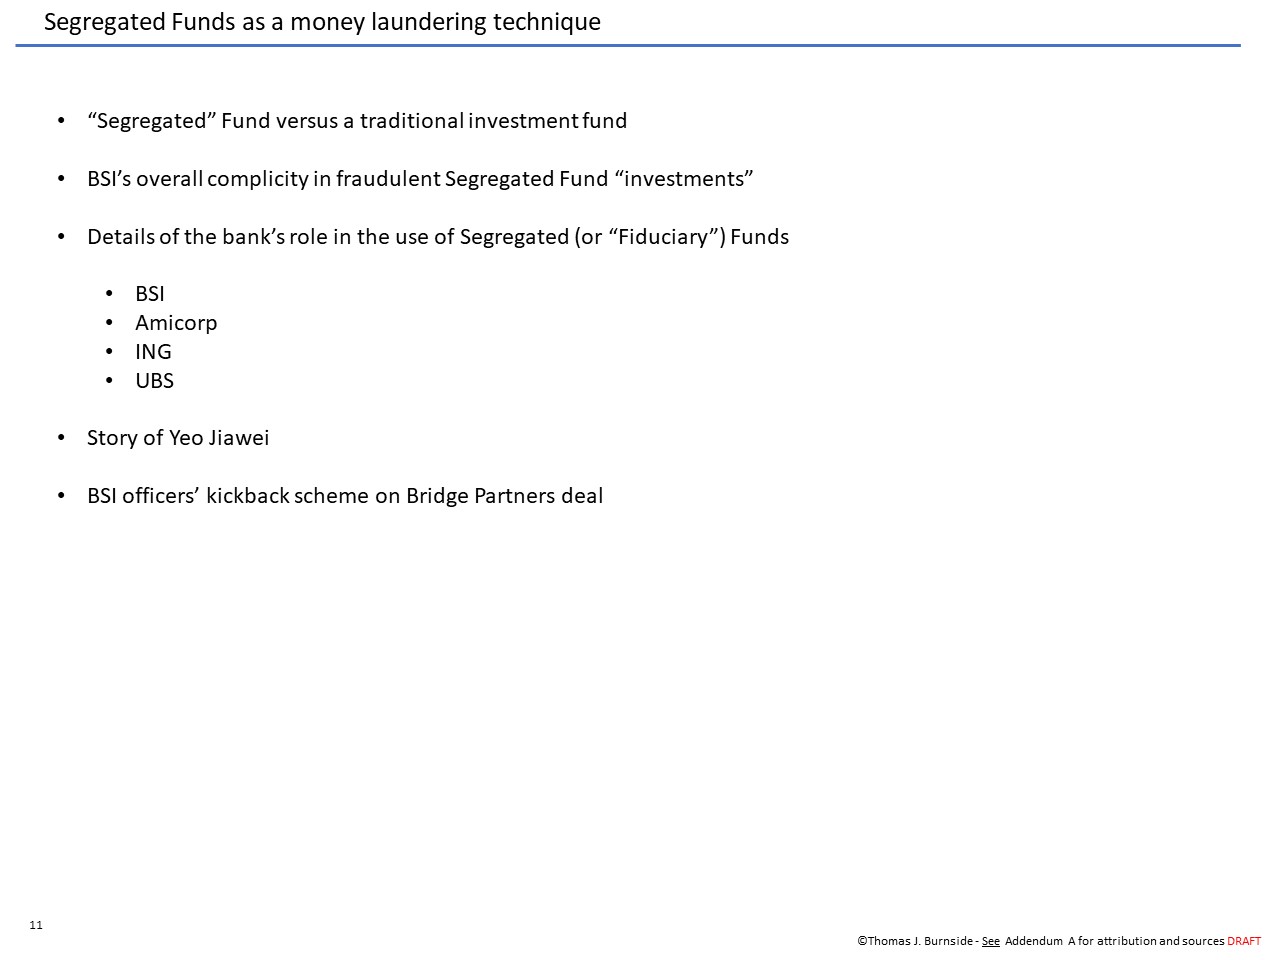 Segregated Funds as a money laundering technique
• “Segregated” Fund versus a traditional investment fund
• BSI’s overall complicity in fraudulent Segregated Fund “investments”
• Details of the bank’s role in the use of Segregated (or “Fiduciary”) Funds
• BSI
• Amicorp
• ING
• UBS
• Story of Yeo Jiawei
• BSI officers’ kickback scheme on Bridge Partners deal
11
©Thomas J. Burnside - See Addendum A for attribution and sources DRAFT